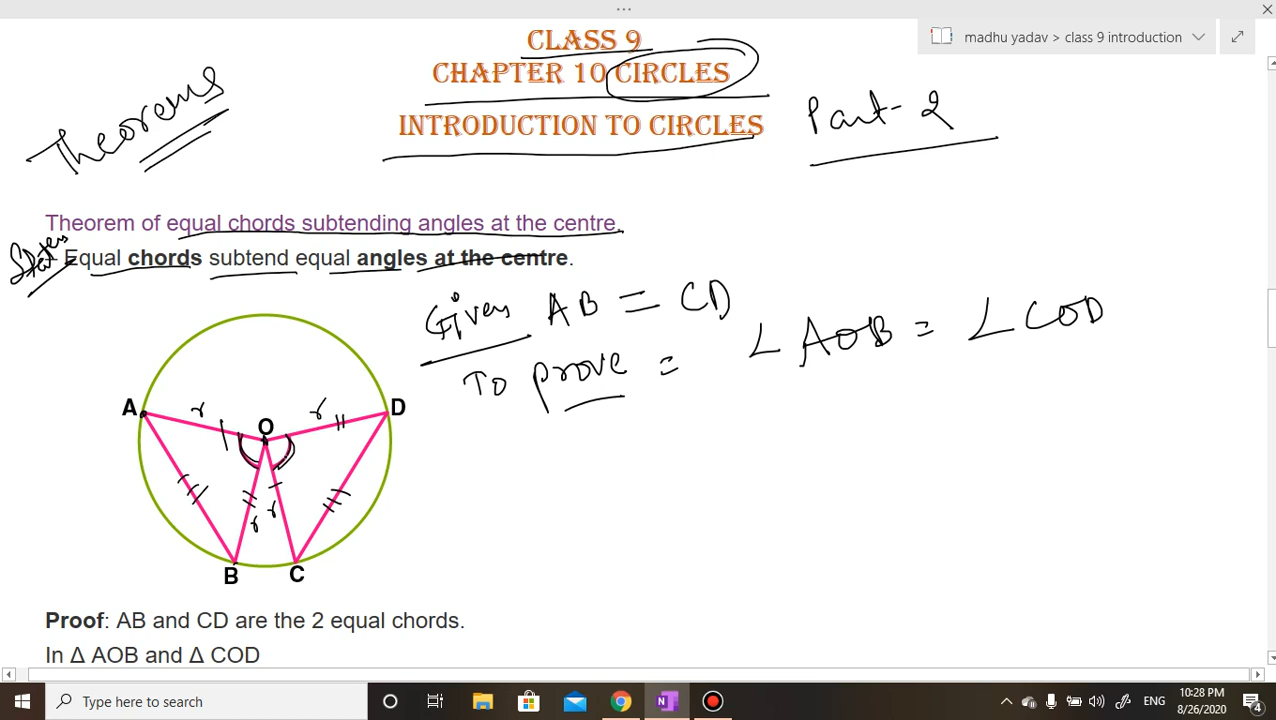 madhu yadav > class 9 introduction
CLASS 9
CHAPTER 10 CIRCLES
INTRODUCTION TO CIRCLES
Theorems
Part-2
Theorem of equal chords subtending angles at the centre.
States
- Equal chords subtend equal angles at the centre.
Given AB = CD
To prove = ∠AOB = ∠COD
A r O r D
r r
B C
Proof: AB and CD are the 2 equal chords.
In Δ AOB and Δ COD
Type here to search
ENG
10:28 PM
8/26/2020
4